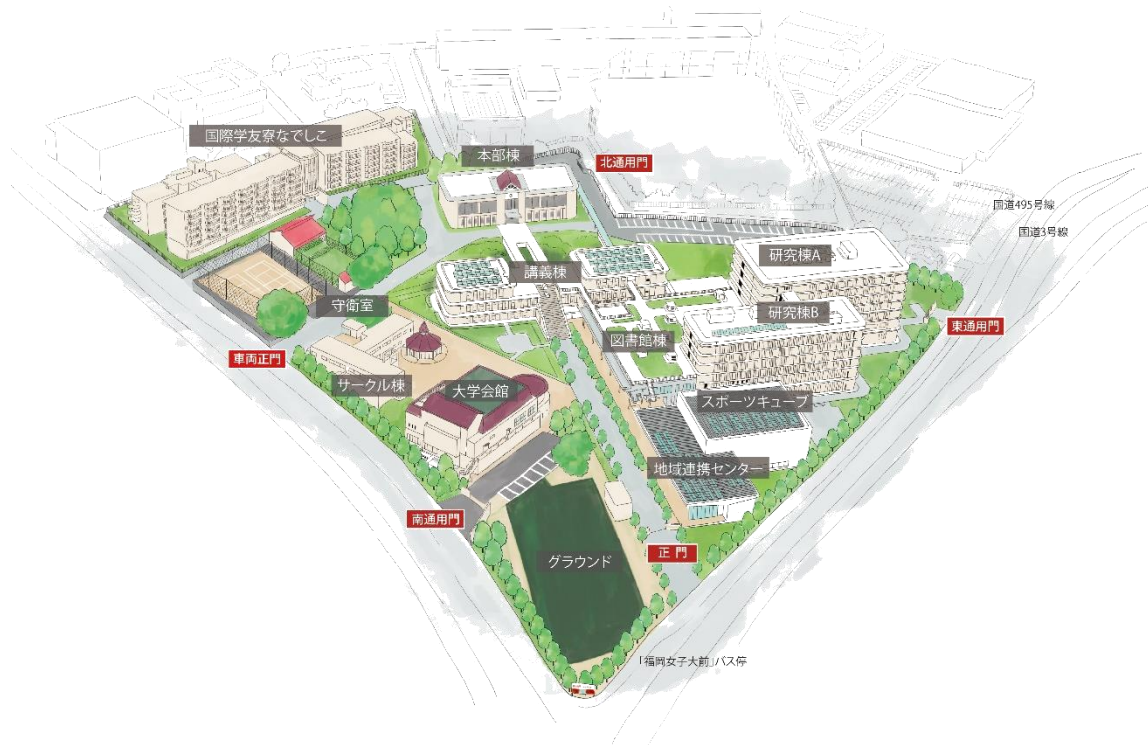 国際学友寮なでしこ
本部棟
北通用門
国道495号線
国道3号線
研究棟A
講義棟
守衛室
研究棟B
図書館棟
東通用門
車両正門
サークル棟
大学会館
スポーツキューブ
地域連携センター
南通用門
正門
グラウンド
「福岡女子大前」バス停